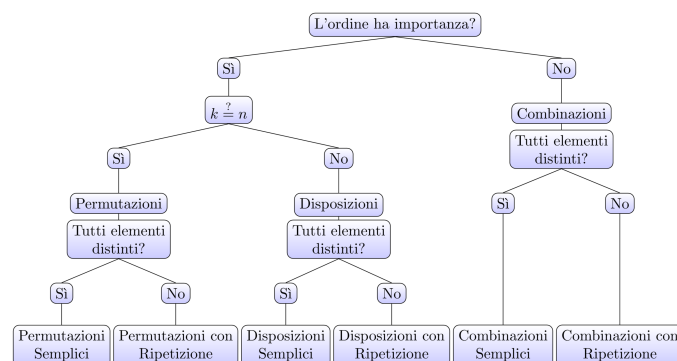 L'ordine ha importanza?
Sì
No
k ?= n
Combinazioni
Tutti elementi
distinti?
Sì
No
Permutazioni
Disposizioni
Sì
No
Tutti elementi
distinti?
Tutti elementi
distinti?
Sì
No
Sì
No
Permutazioni
Semplici
Permutazioni con
Ripetizione
Disposizioni
Semplici
Disposizioni con
Ripetizione
Combinazioni
Semplici
Combinazioni con
Ripetizione